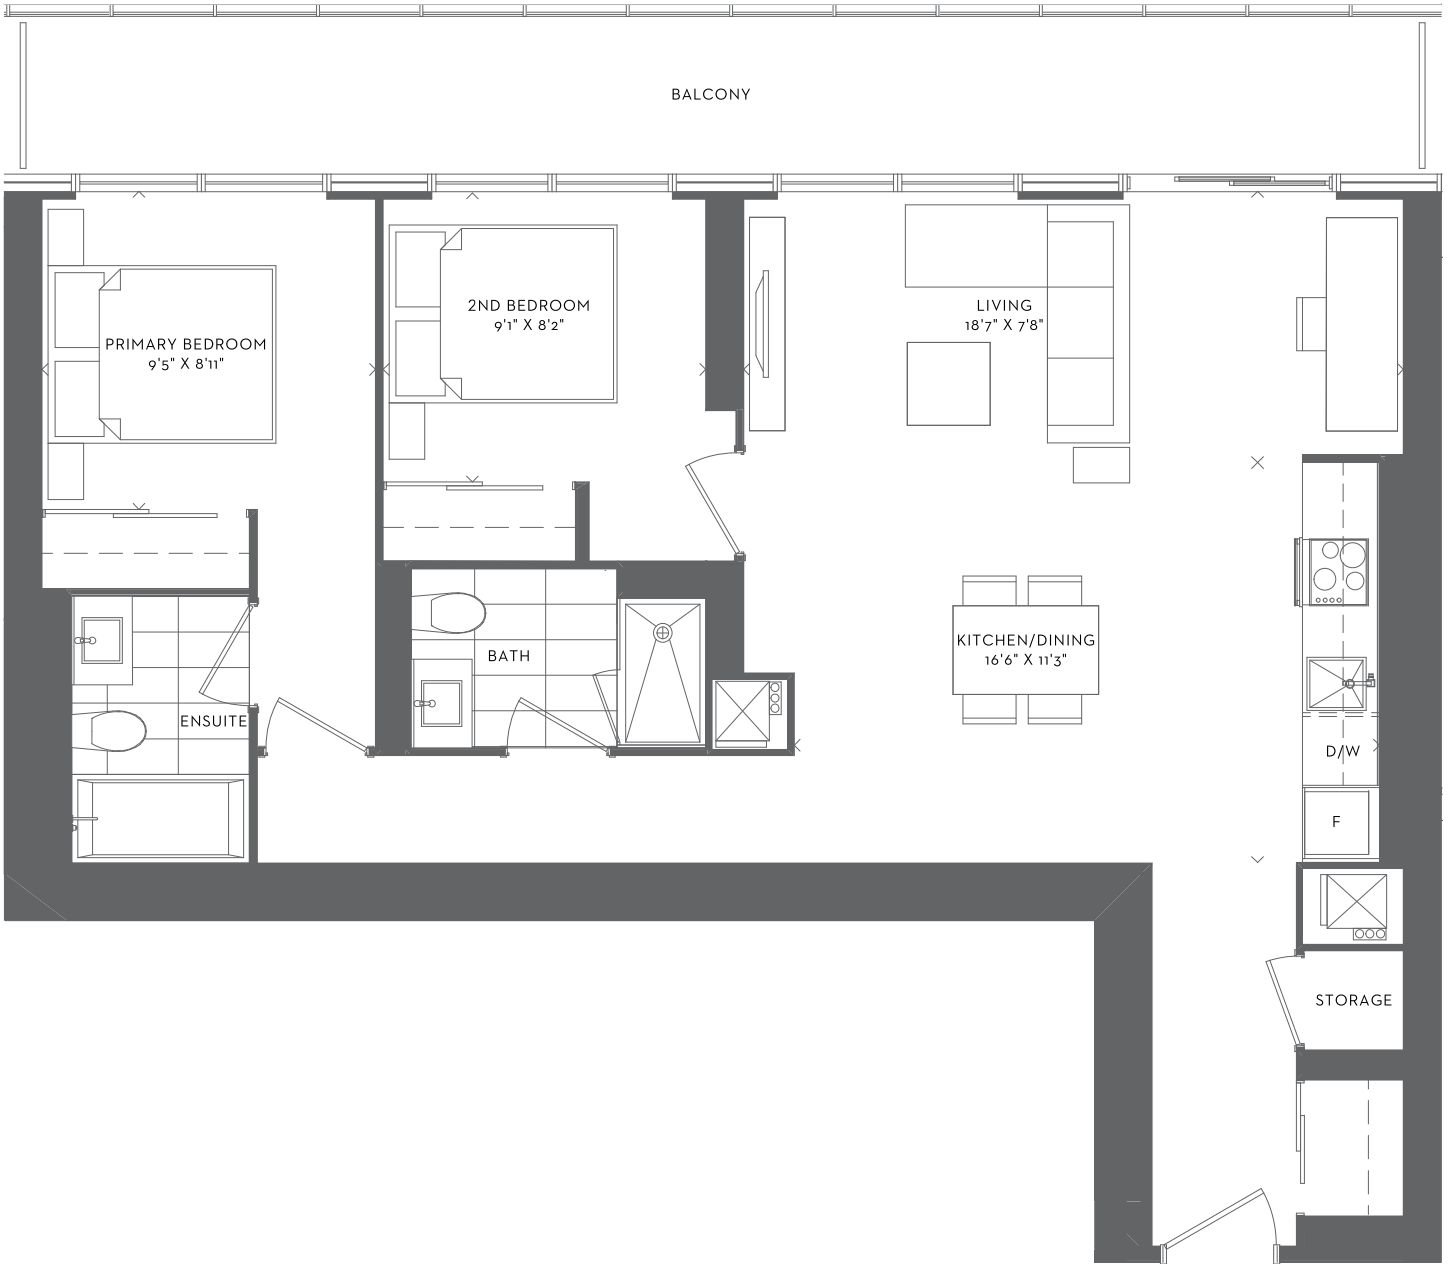 BALCONY
2ND BEDROOM
9'1" X 8'2"
LIVING
18'7" X 7'8"
PRIMARY BEDROOM
9'5" X 8'11"
KITCHEN/DINING
16'6" X 11'3"
BATH
ENSUITE
D/W
F
STORAGE